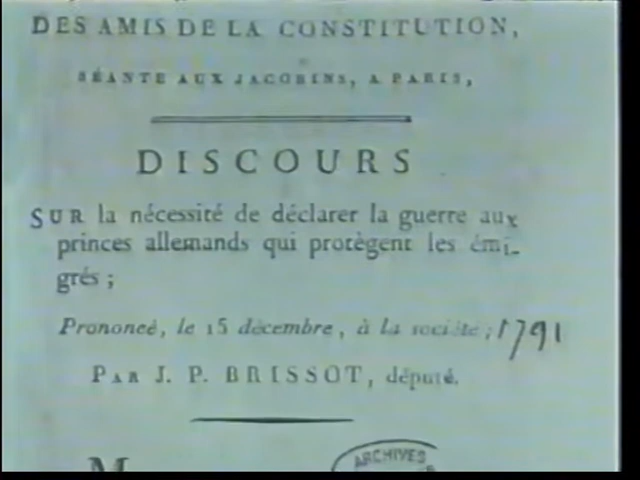 DES AMIS DE LA CONSTITUTION,
SÉANTE AUX JACOBINS, A PARIS,
DISCOURS
SUR la nécessité de déclarer la guerre aux
princes allemands qui protègent les émi-
grés ;
Prononcé, le 15 décembre, à la société ; 1791
PAR J. P. BRISSOT, député.
M
ARCHIVES